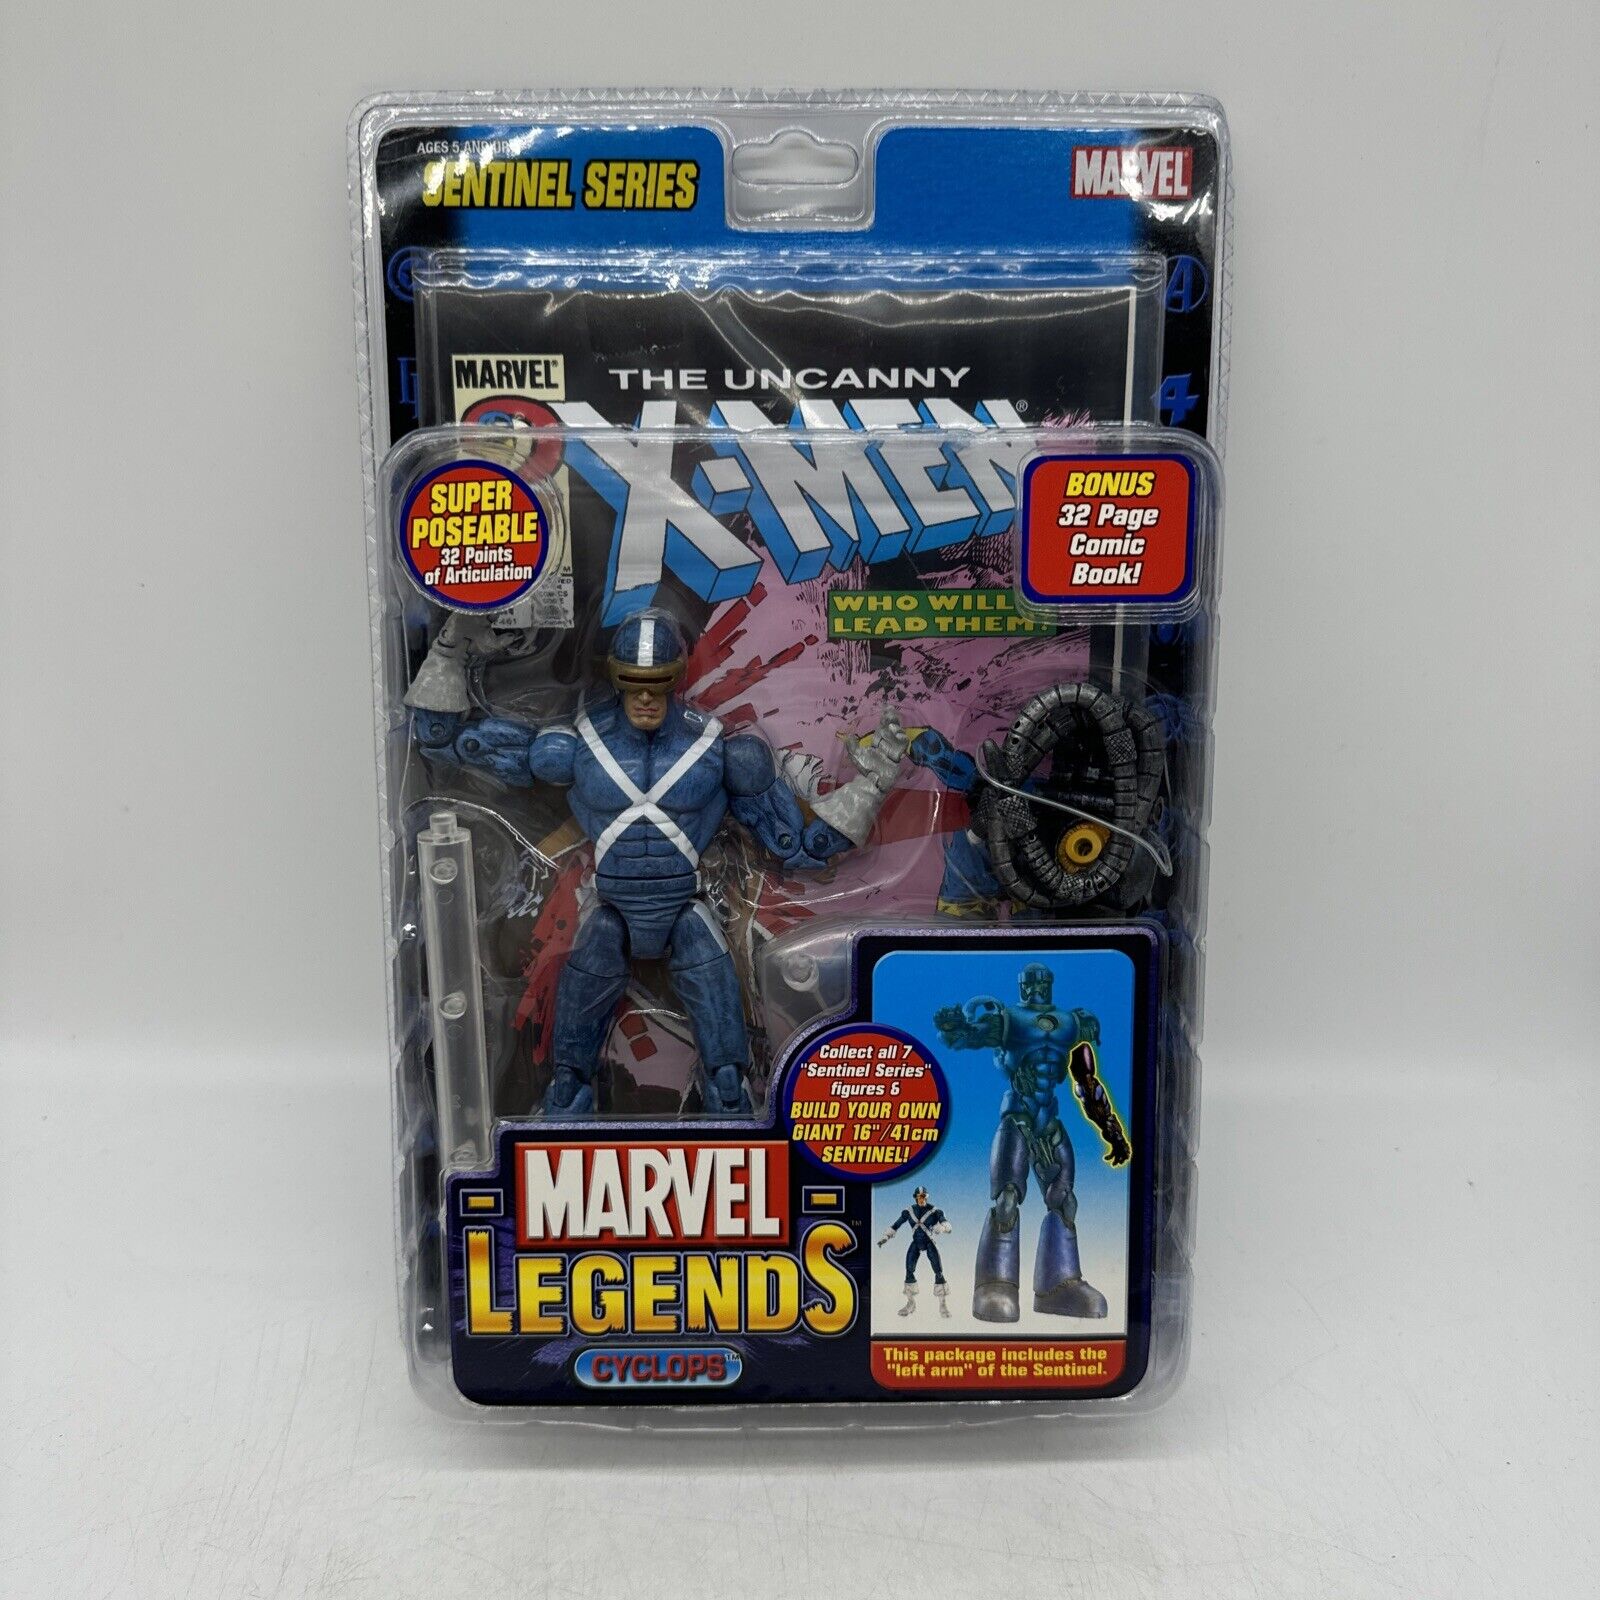 AGES 5 AND UP
SENTINEL SERIES
MARVEL
MARVEL®
THE UNCANNY
X-MEN®
SUPER
POSEABLE
32 Points
of Articulation
BONUS
32 Page
Comic
Book!
WHO WILL
LEAD THEM?
Collect all 7
"Sentinel Series"
figures &
BUILD YOUR OWN
GIANT 16"/41cm
SENTINEL!
MARVEL
LEGENDS™
CYCLOPS™
This package includes the
"left arm" of the Sentinel.